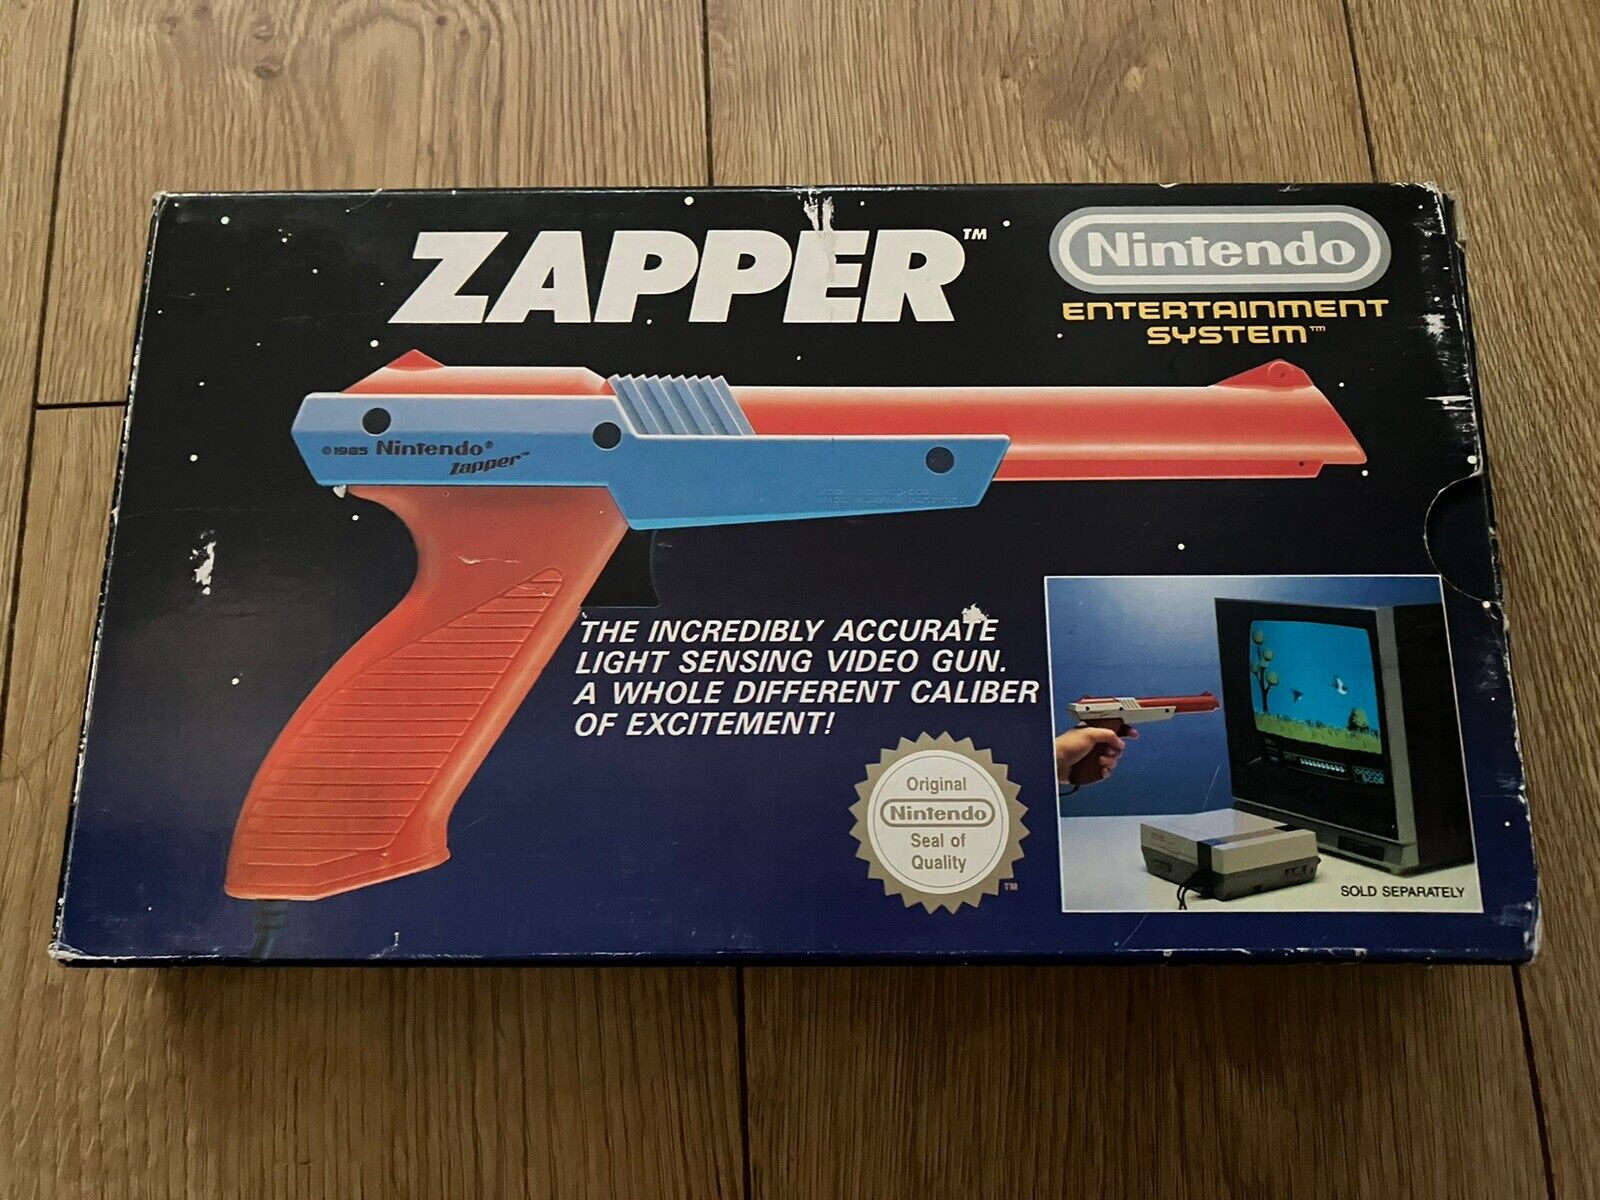 ZAPPER™
Nintendo
ENTERTAINMENT
SYSTEM™
©1985 Nintendo®
Zapper™
THE INCREDIBLY ACCURATE
LIGHT SENSING VIDEO GUN.
A WHOLE DIFFERENT CALIBER
OF EXCITEMENT!
Original
Nintendo
Seal of
Quality
TM
SOLD SEPARATELY